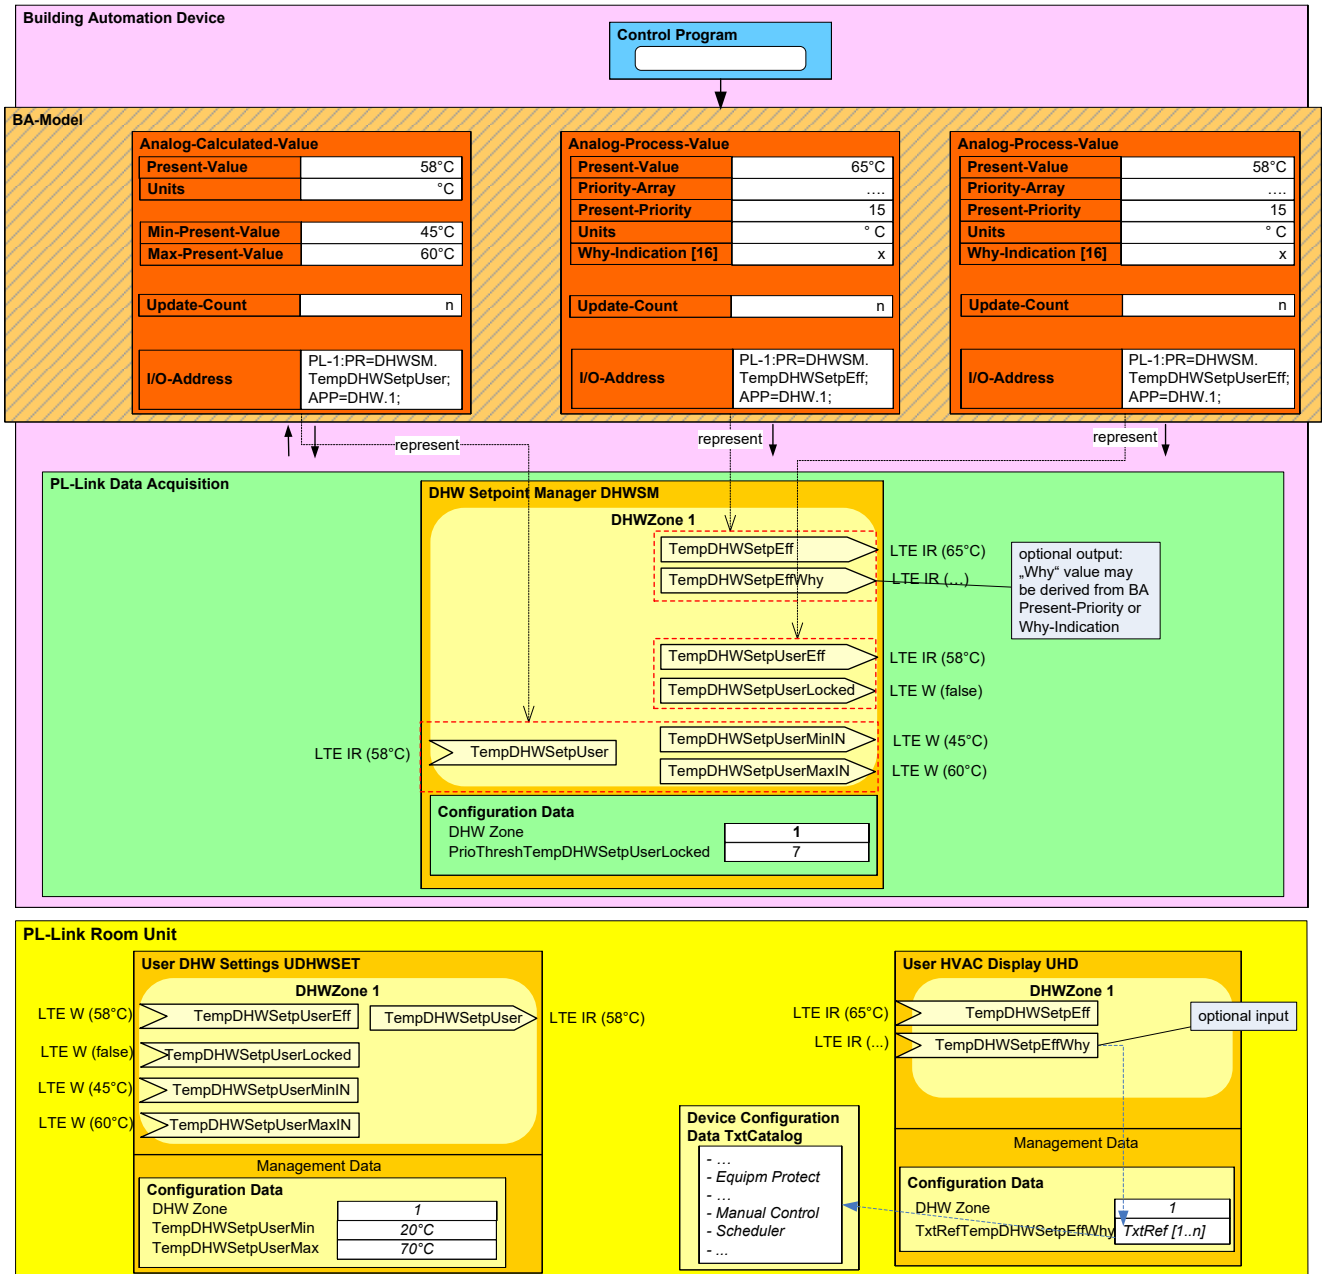 Building Automation Device
Control Program
BA-Model
Analog-Calculated-Value
Present-Value 58°C
Units °C
Min-Present-Value 45°C
Max-Present-Value 60°C
Update-Count n
I/O-Address
PL-1:PR=DHWSM.
TempDHWSetpUser;
APP=DHW.1;
Analog-Process-Value
Present-Value 65°C
Priority-Array ....
Present-Priority 15
Units ° C
Why-Indication [16] x
Update-Count n
I/O-Address
PL-1:PR=DHWSM.
TempDHWSetpEff;
APP=DHW.1;
Analog-Process-Value
Present-Value 58°C
Priority-Array ....
Present-Priority 15
Units ° C
Why-Indication [16] x
Update-Count n
I/O-Address
PL-1:PR=DHWSM.
TempDHWSetpUserEff;
APP=DHW.1;
represent
represent
represent
PL-Link Data Acquisition
DHW Setpoint Manager DHWSM
DHWZone 1
TempDHWSetpEff LTE IR (65°C)
TempDHWSetpEffWhy LTE IR (...)
optional output:
„Why“ value may
be derived from BA
Present-Priority or
Why-Indication
TempDHWSetpUserEff LTE IR (58°C)
TempDHWSetpUserLocked LTE W (false)
LTE IR (58°C) TempDHWSetpUser
TempDHWSetpUserMinIN LTE W (45°C)
TempDHWSetpUserMaxIN LTE W (60°C)
Configuration Data
DHW Zone 1
PrioThreshTempDHWSetpUserLocked 7
PL-Link Room Unit
User DHW Settings UDHWSET
DHWZone 1
LTE W (58°C) TempDHWSetpUserEff
TempDHWSetpUser LTE IR (58°C)
LTE W (false) TempDHWSetpUserLocked
LTE W (45°C) TempDHWSetpUserMinIN
LTE W (60°C) TempDHWSetpUserMaxIN
Management Data
Configuration Data
DHW Zone 1
TempDHWSetpUserMin 20°C
TempDHWSetpUserMax 70°C
User HVAC Display UHD
DHWZone 1
LTE IR (65°C) TempDHWSetpEff
LTE IR (...) TempDHWSetpEffWhy
optional input
Management Data
Configuration Data
DHW Zone 1
TxtRefTempDHWSetpEffWhy TxtRef [1..n]
Device Configuration
Data TxtCatalog
- ...
- Equipm Protect
- ...
- Manual Control
- Scheduler
- ...